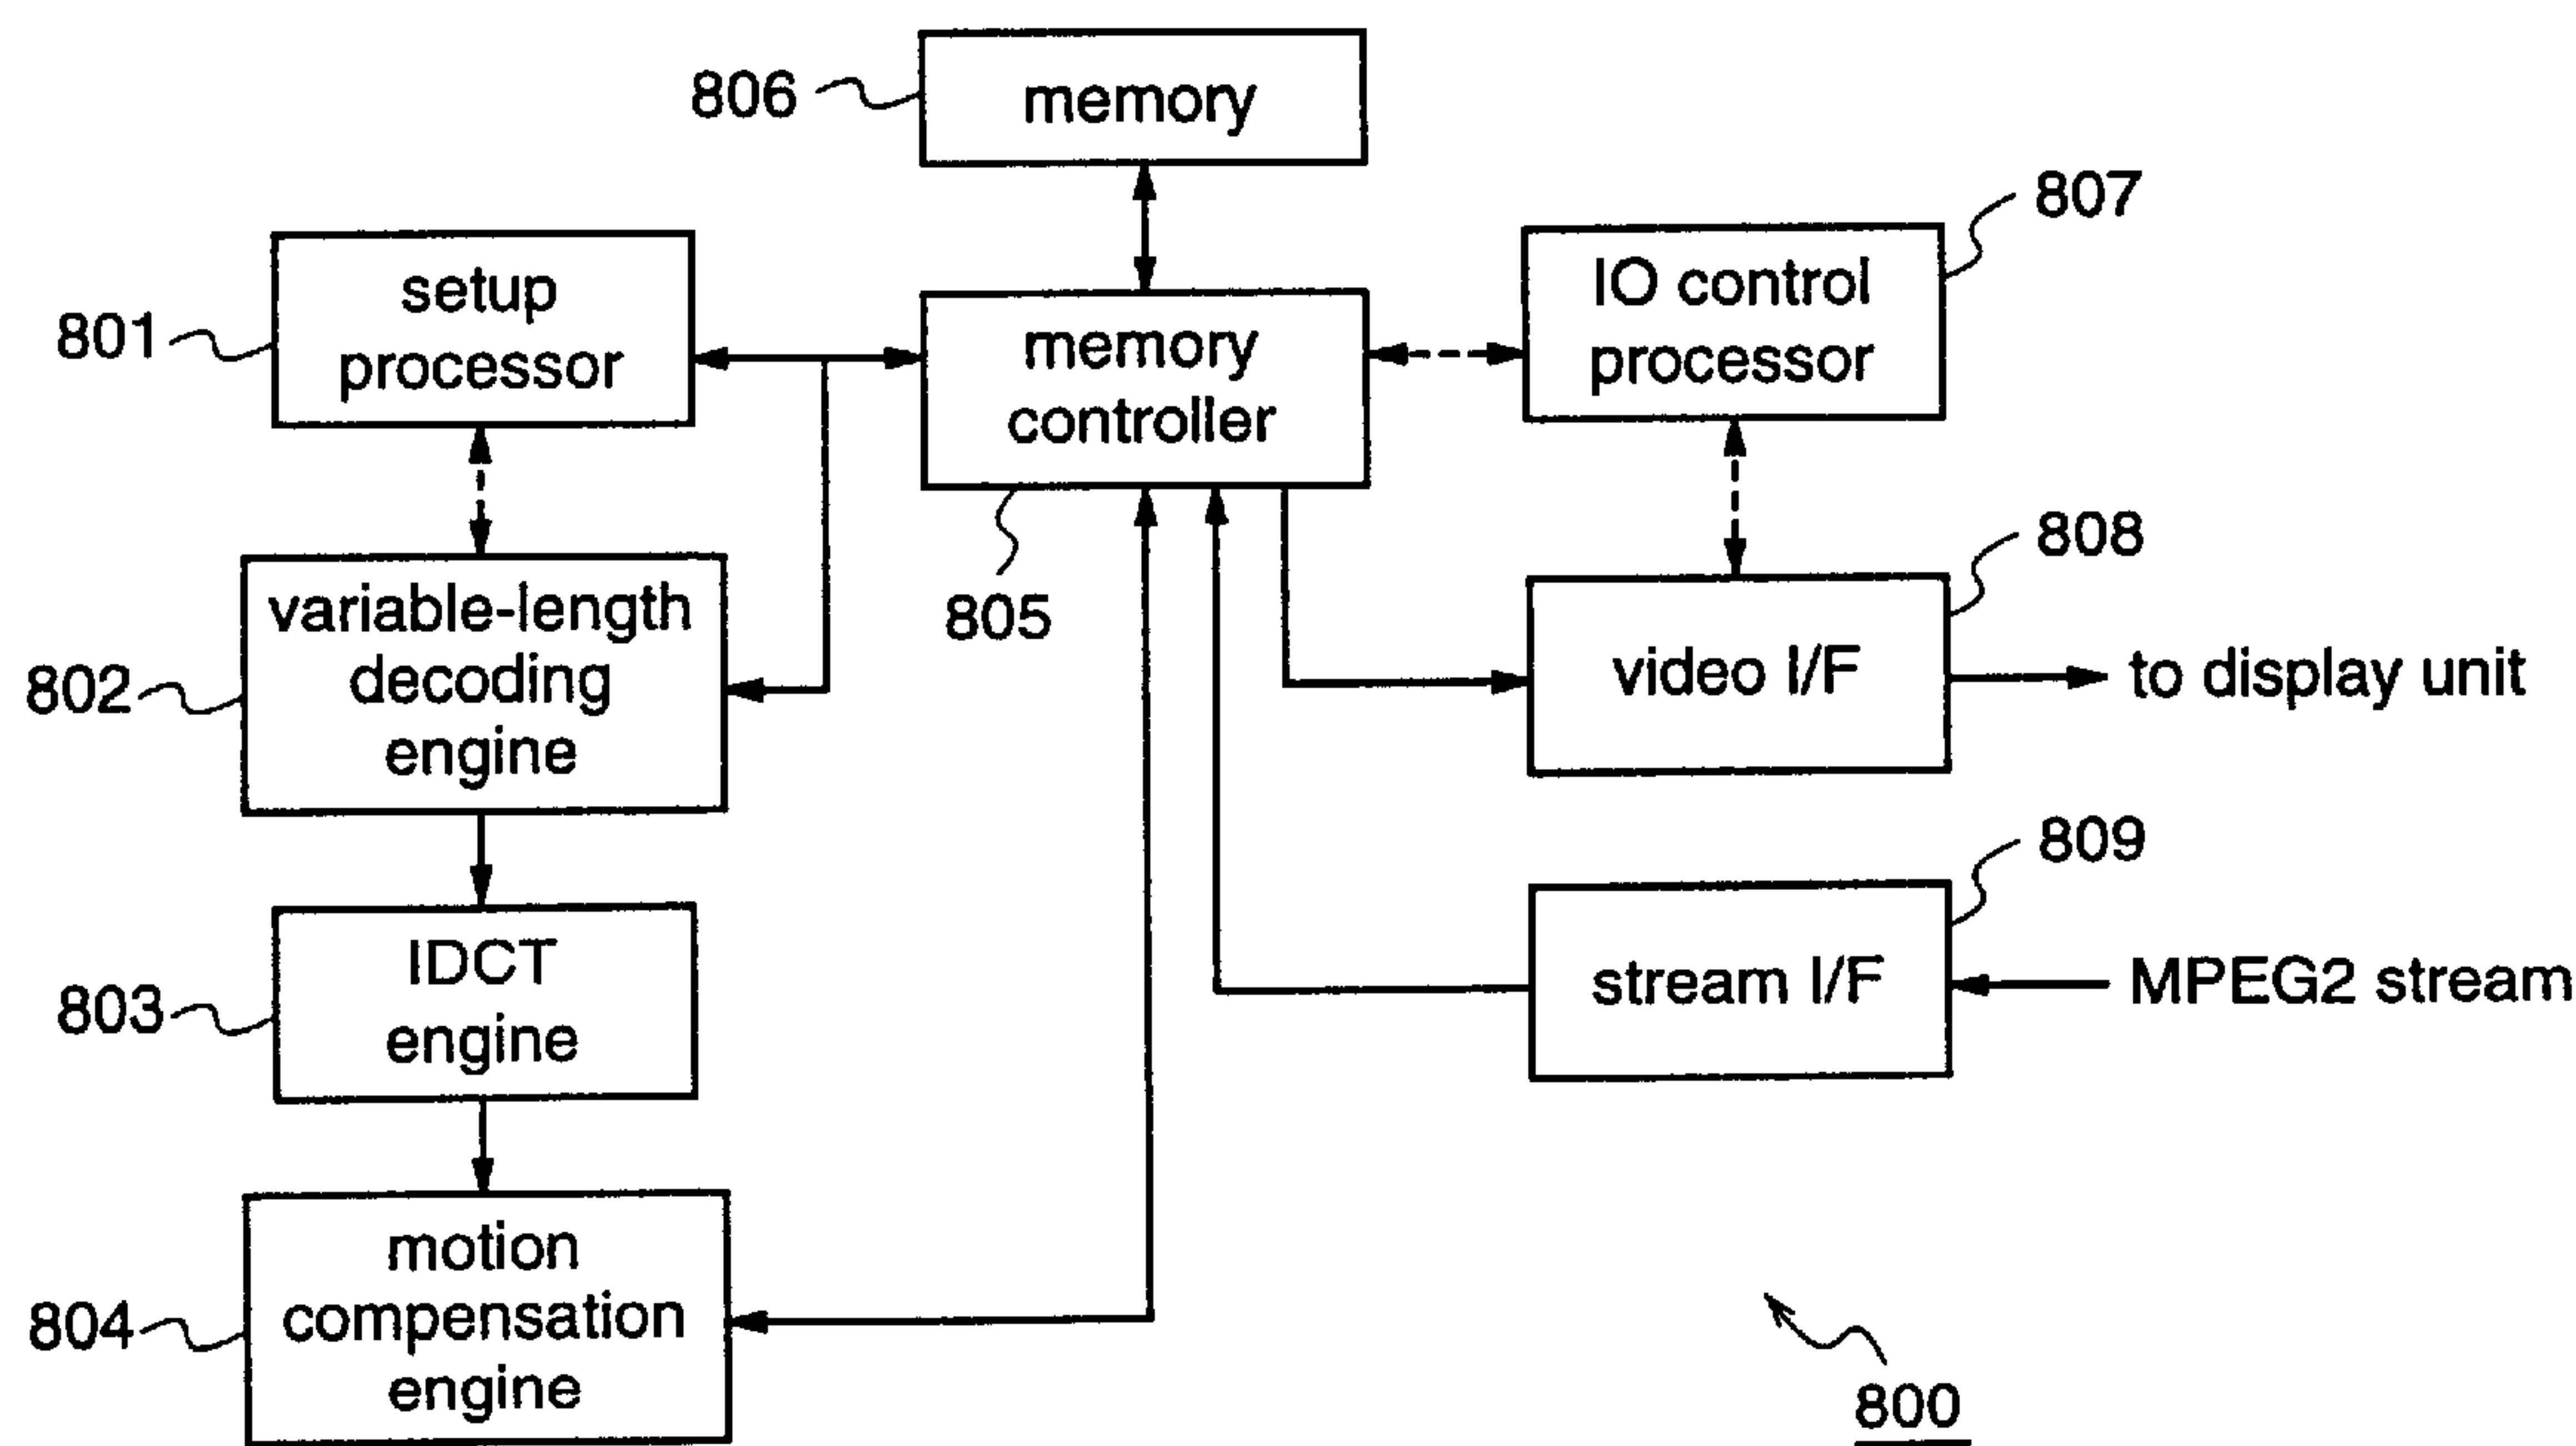 806
memory
807
801
setup
processor
memory
controller
IO control
processor
805
808
802
variable-length
decoding
engine
video I/F
to display unit
809
803
IDCT
engine
stream I/F
MPEG2 stream
804
motion
compensation
engine
800